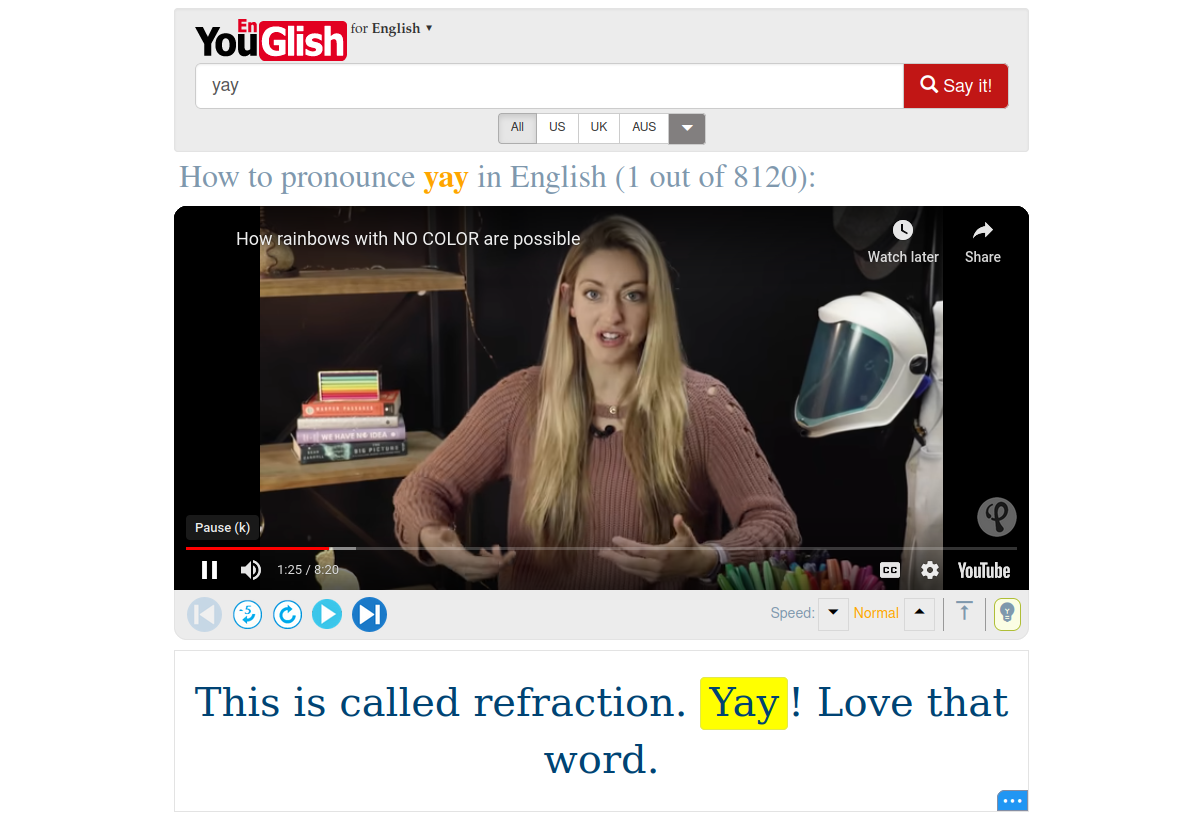 YouGlish
En
for English ▼
yay
Say it!
All US UK AUS
How to pronounce yay in English (1 out of 8120):
How rainbows with NO COLOR are possible
Watch later
Share
WE HAVE NO IDEA
BIG PICTURE
Pause (k)
1:25 / 8:20
CC
YouTube
-5
Speed:
Normal
This is called refraction. Yay! Love that
word.